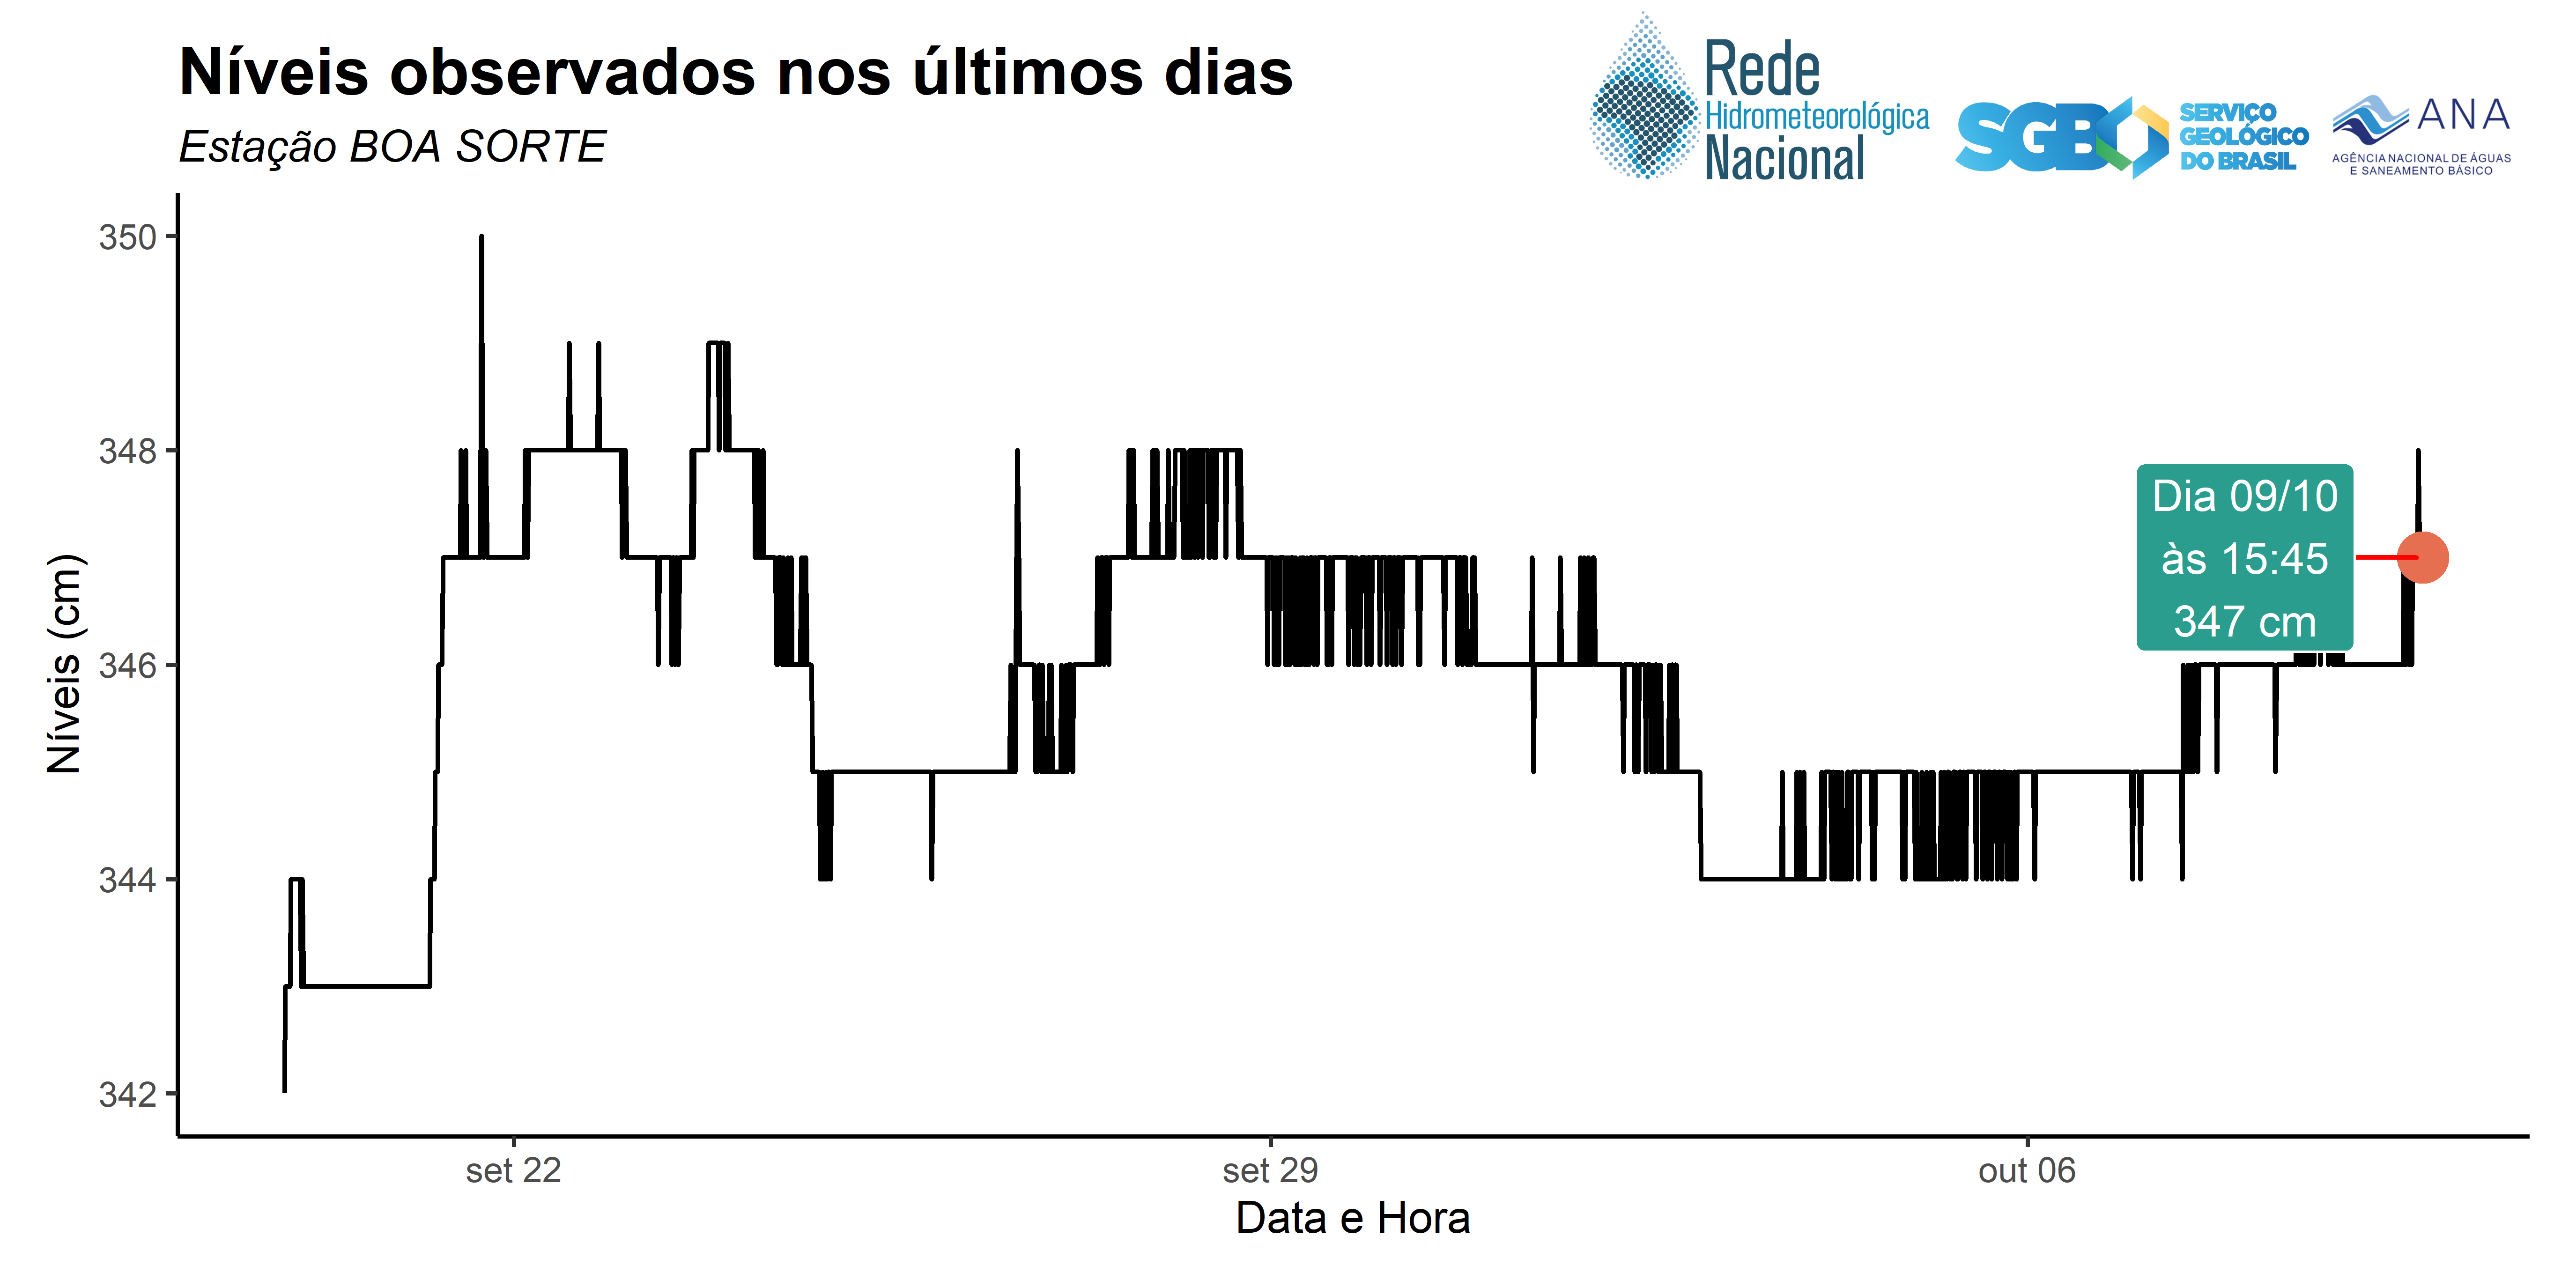 Níveis observados nos últimos dias
Estação BOA SORTE
Rede
Hidrometeorológica
Nacional
SGB
SERVIÇO
GEOLÓGICO
DO BRASIL
ANA
AGÊNCIA NACIONAL DE ÁGUAS
E SANEAMENTO BÁSICO
Níveis (cm)
350
348
346
344
342
Dia 09/10
às 15:45
347 cm
set 22
set 29
out 06
Data e Hora